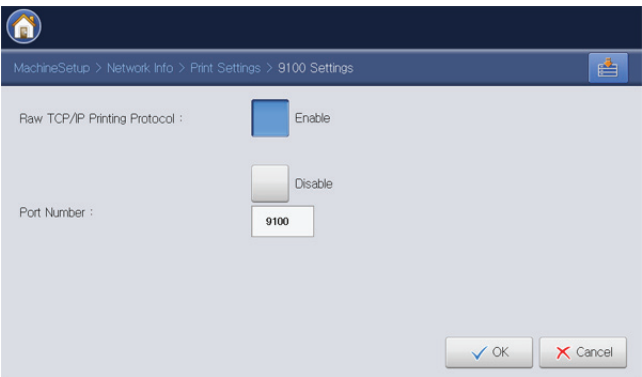 MachineSetup > Network Info > Print Settings > 9100 Settings
Raw TCP/IP Printing Protocol :
Enable
Disable
Port Number :
9100
OK
Cancel